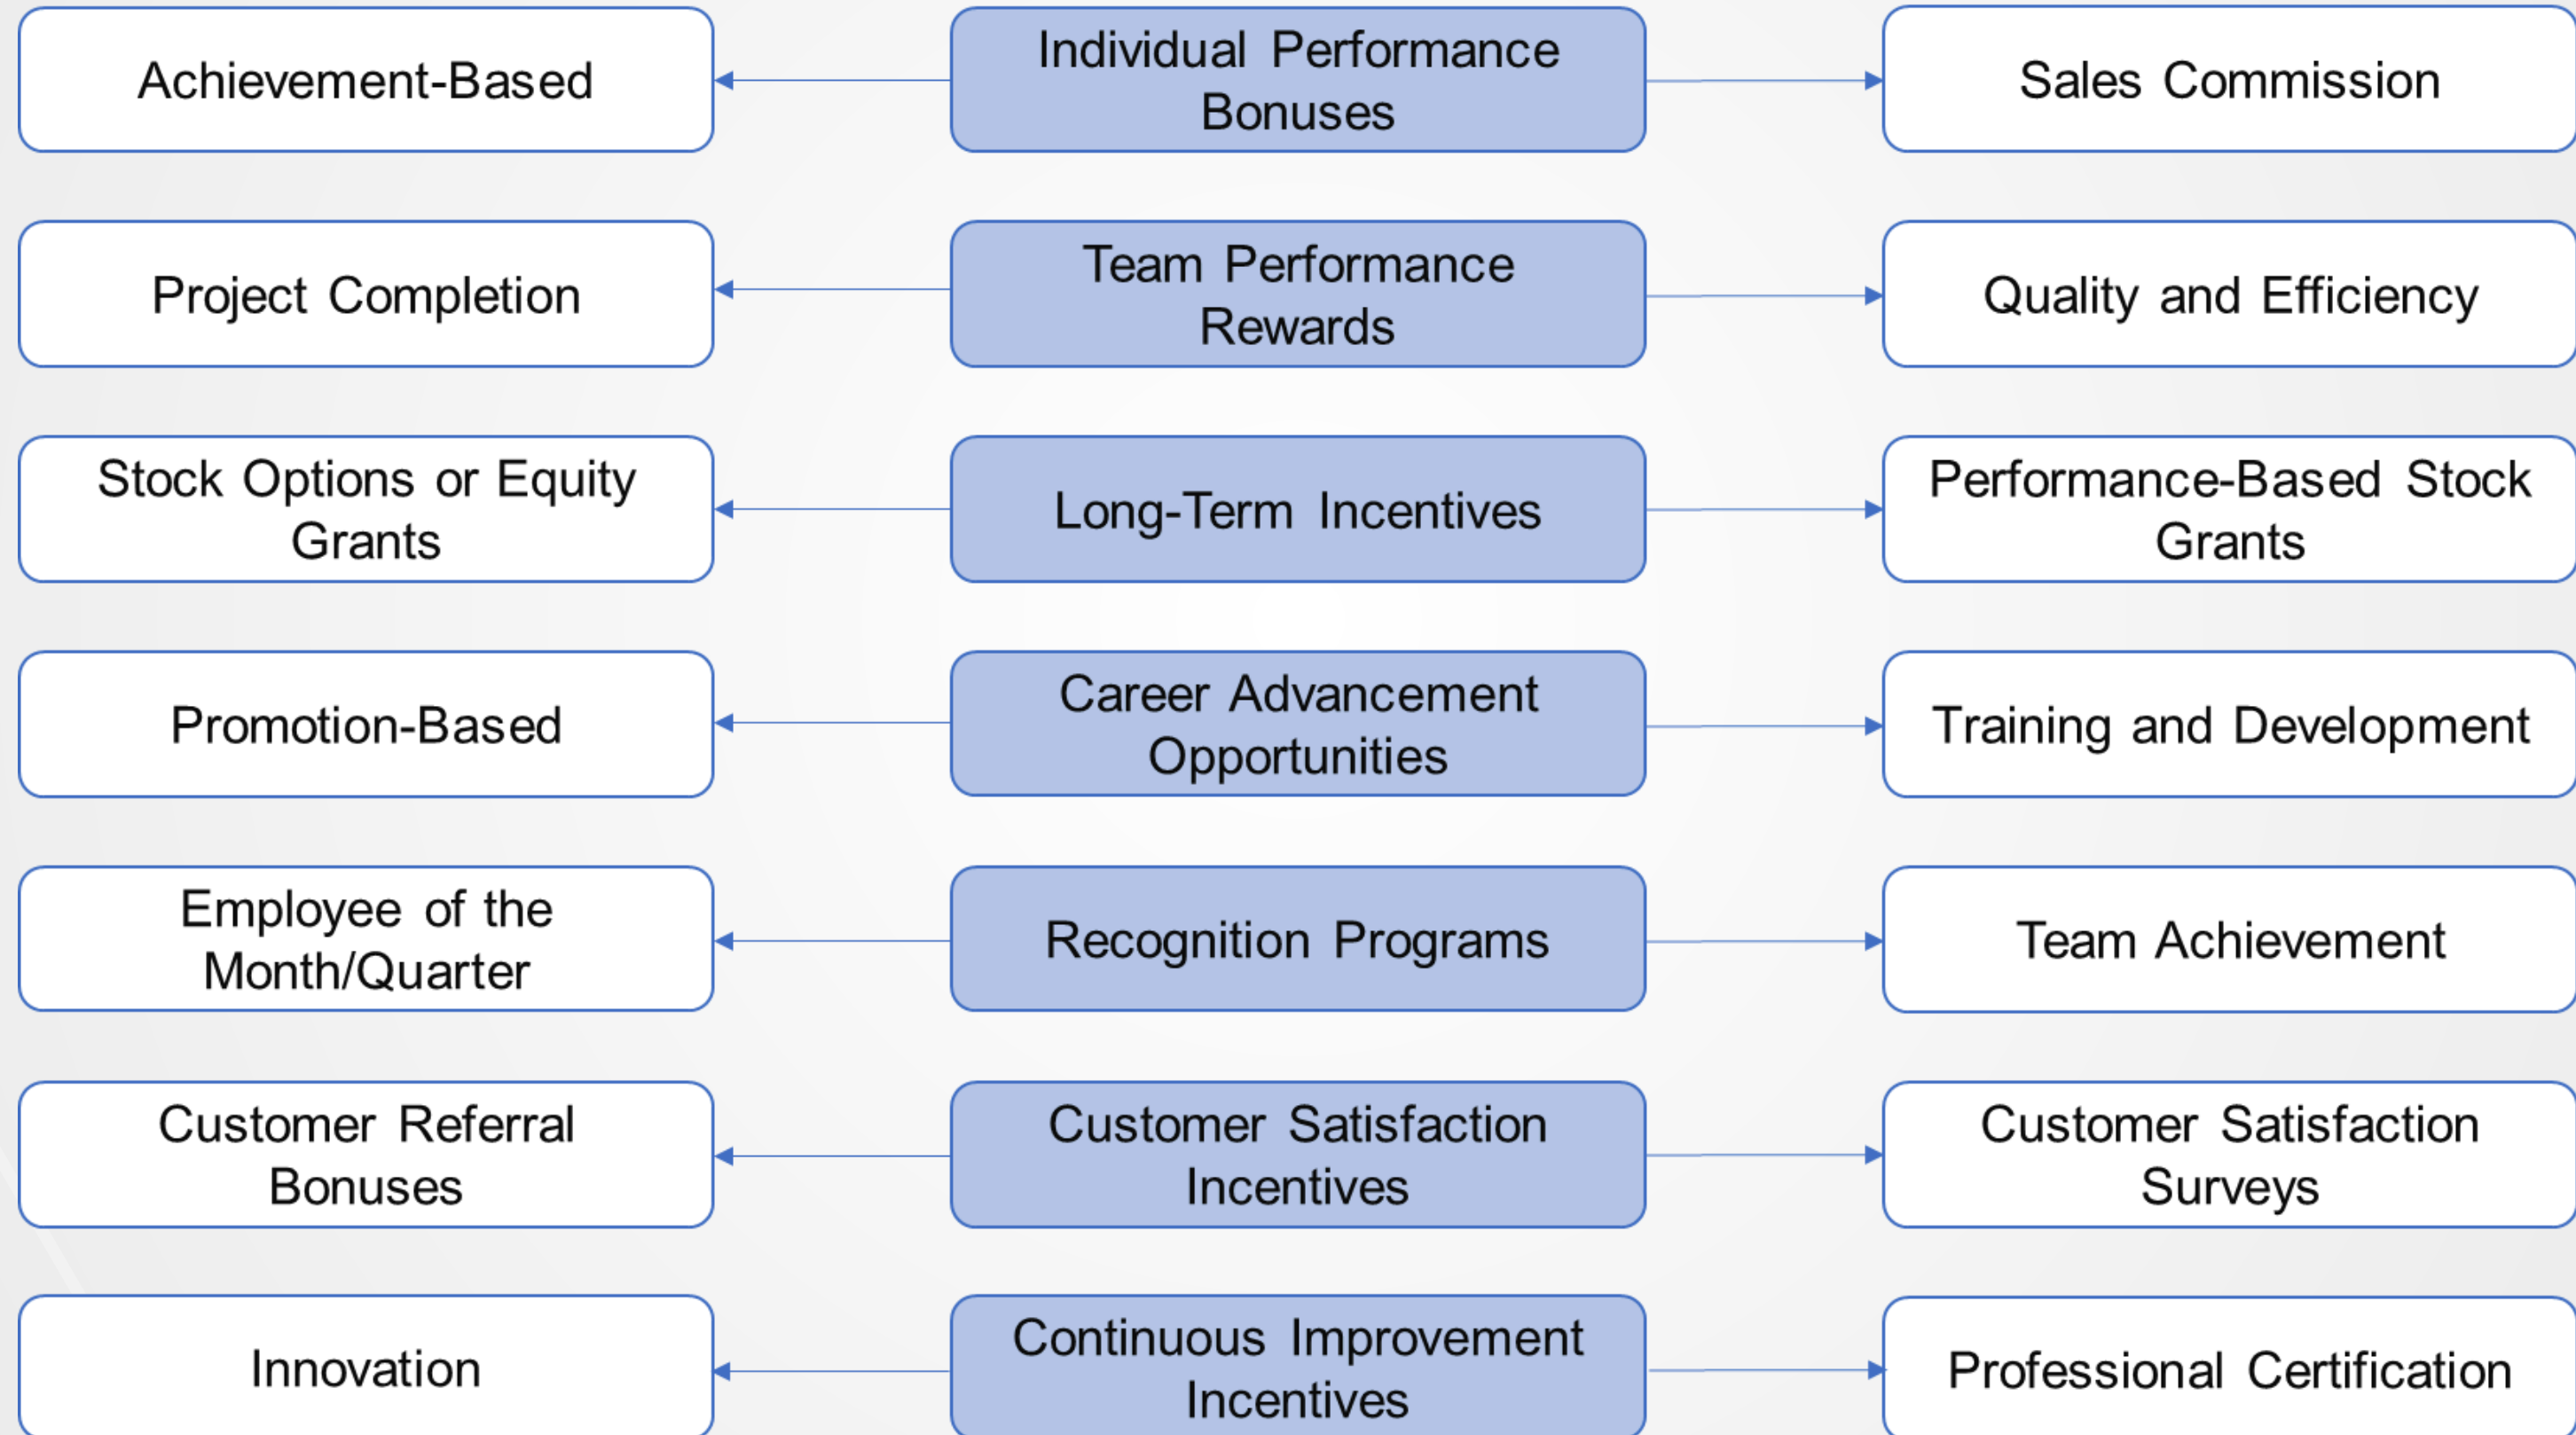 Achievement-Based
Individual Performance
Bonuses
Sales Commission
Project Completion
Team Performance
Rewards
Quality and Efficiency
Stock Options or Equity
Grants
Long-Term Incentives
Performance-Based Stock
Grants
Promotion-Based
Career Advancement
Opportunities
Training and Development
Employee of the
Month/Quarter
Recognition Programs
Team Achievement
Customer Referral
Bonuses
Customer Satisfaction
Incentives
Customer Satisfaction
Surveys
Innovation
Continuous Improvement
Incentives
Professional Certification